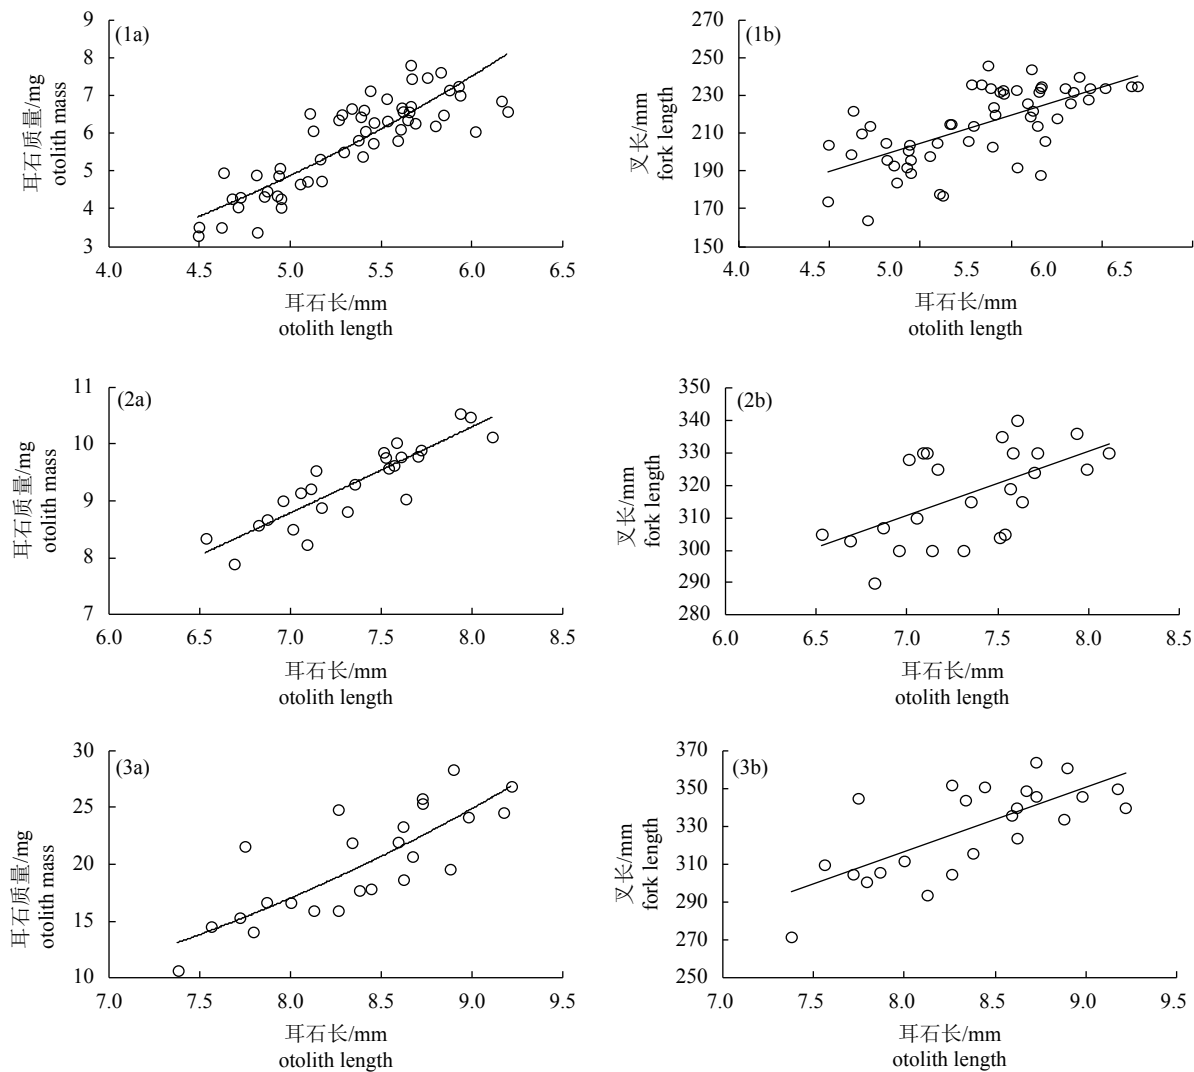 (1a)
9
8
7
6
5
4
3
耳石质量/mg
otolith mass
4.0
4.5
5.0
5.5
6.0
6.5
耳石长/mm
otolith length
(1b)
270
250
230
210
190
170
150
叉长/mm
fork length
4.0
4.5
5.0
5.5
6.0
6.5
耳石长/mm
otolith length
(2a)
11
10
9
8
7
耳石质量/mg
otolith mass
6.0
6.5
7.0
7.5
8.0
8.5
耳石长/mm
otolith length
(2b)
350
340
330
320
310
300
290
280
叉长/mm
fork length
6.0
6.5
7.0
7.5
8.0
8.5
耳石长/mm
otolith length
(3a)
30
25
20
15
10
耳石质量/mg
otolith mass
7.0
7.5
8.0
8.5
9.0
9.5
耳石长/mm
otolith length
(3b)
370
350
330
310
290
270
250
叉长/mm
fork length
7.0
7.5
8.0
8.5
9.0
9.5
耳石长/mm
otolith length